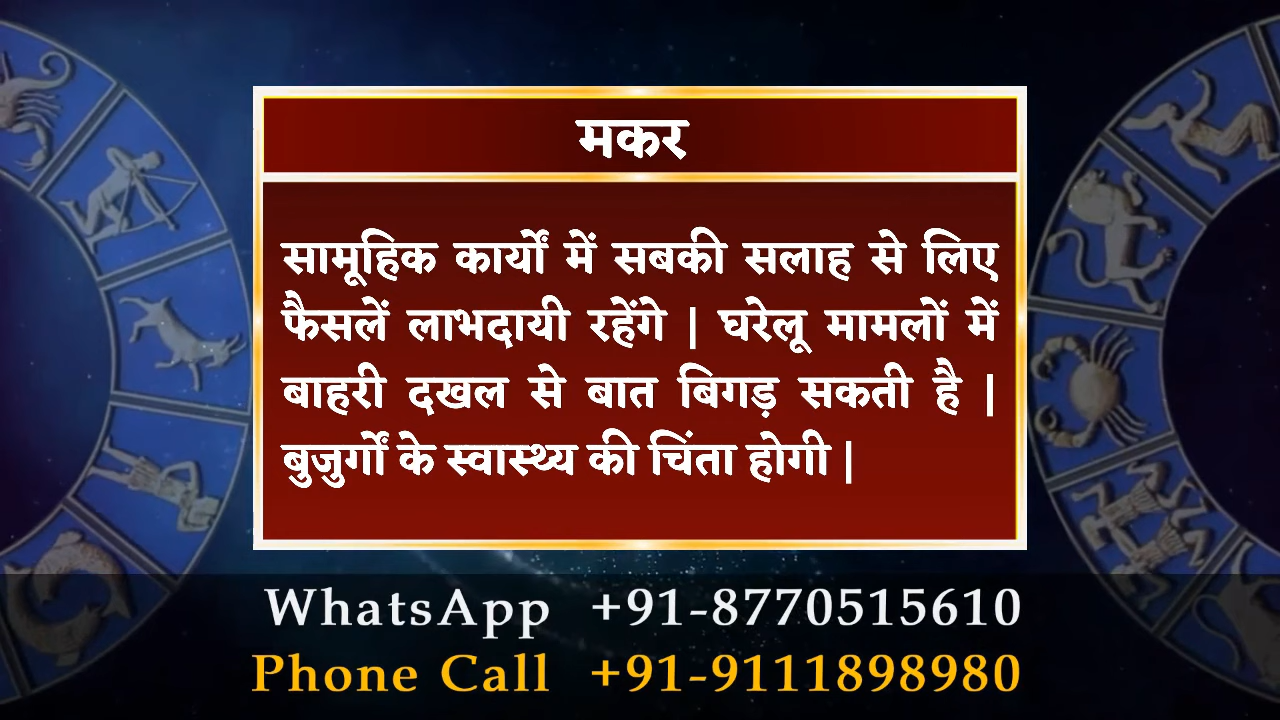 मकर
सामूहिक कार्यों में सबकी सलाह से लिए
फैसलें लाभदायी रहेंगे | घरेलू मामलों में
बाहरी दखल से बात बिगड़ सकती है |
बुजुर्गों के स्वास्थ्य की चिंता होगी |
WhatsApp +91-8770515610
Phone Call +91-9111898980